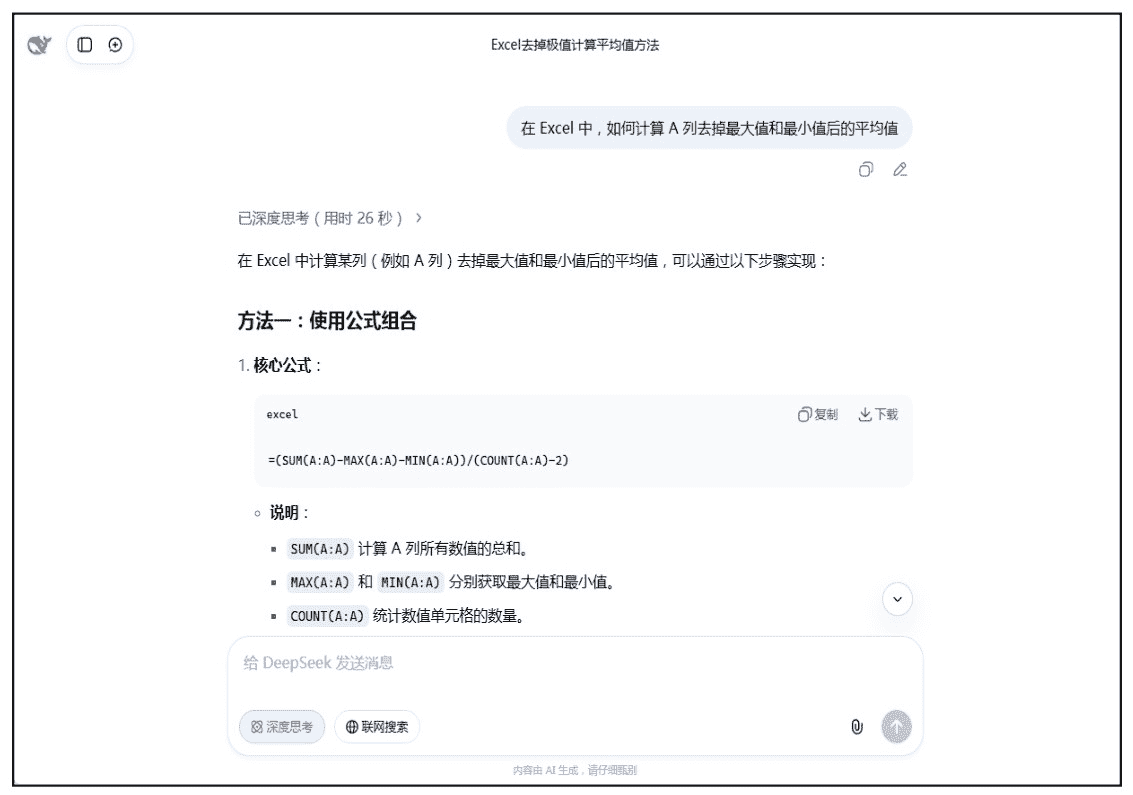 Excel去掉极值计算平均值方法
在 Excel 中，如何计算 A 列去掉最大值和最小值后的平均值
已深度思考（用时 26 秒）
在 Excel 中计算某列（例如 A 列）去掉最大值和最小值后的平均值，可以通过以下步骤实现：
方法一：使用公式组合
1. 核心公式：
excel 复制 下载
=(SUM(A:A)-MAX(A:A)-MIN(A:A))/(COUNT(A:A)-2)
说明：
SUM(A:A) 计算 A 列所有数值的总和。
MAX(A:A) 和 MIN(A:A) 分别获取最大值和最小值。
COUNT(A:A) 统计数值单元格的数量。
给 DeepSeek 发送消息
深度思考 联网搜索
内容由 AI 生成，请仔细甄别